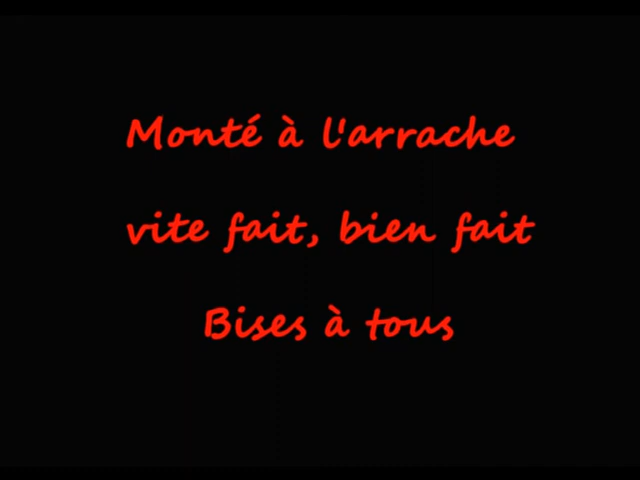 Monté à l'arrache
vite fait, bien fait
Bises à tous